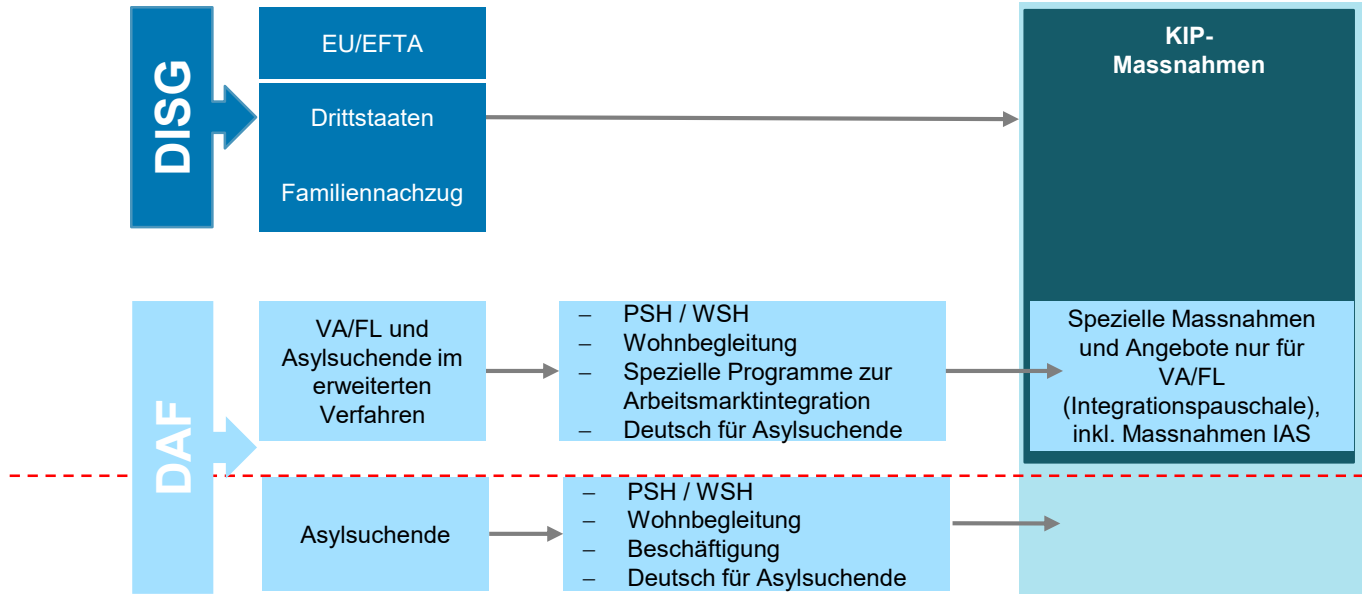 DISG
EU/EFTA
Drittstaaten
Familiennachzug
KIP-
Massnahmen
DAF
VA/FL und
Asylsuchende im
erweiterten
Verfahren
– PSH / WSH
– Wohnbegleitung
– Spezielle Programme zur
Arbeitsmarktintegration
– Deutsch für Asylsuchende
Spezielle Massnahmen
und Angebote nur für
VA/FL
(Integrationspauschale),
inkl. Massnahmen IAS
Asylsuchende
– PSH / WSH
– Wohnbegleitung
– Beschäftigung
– Deutsch für Asylsuchende